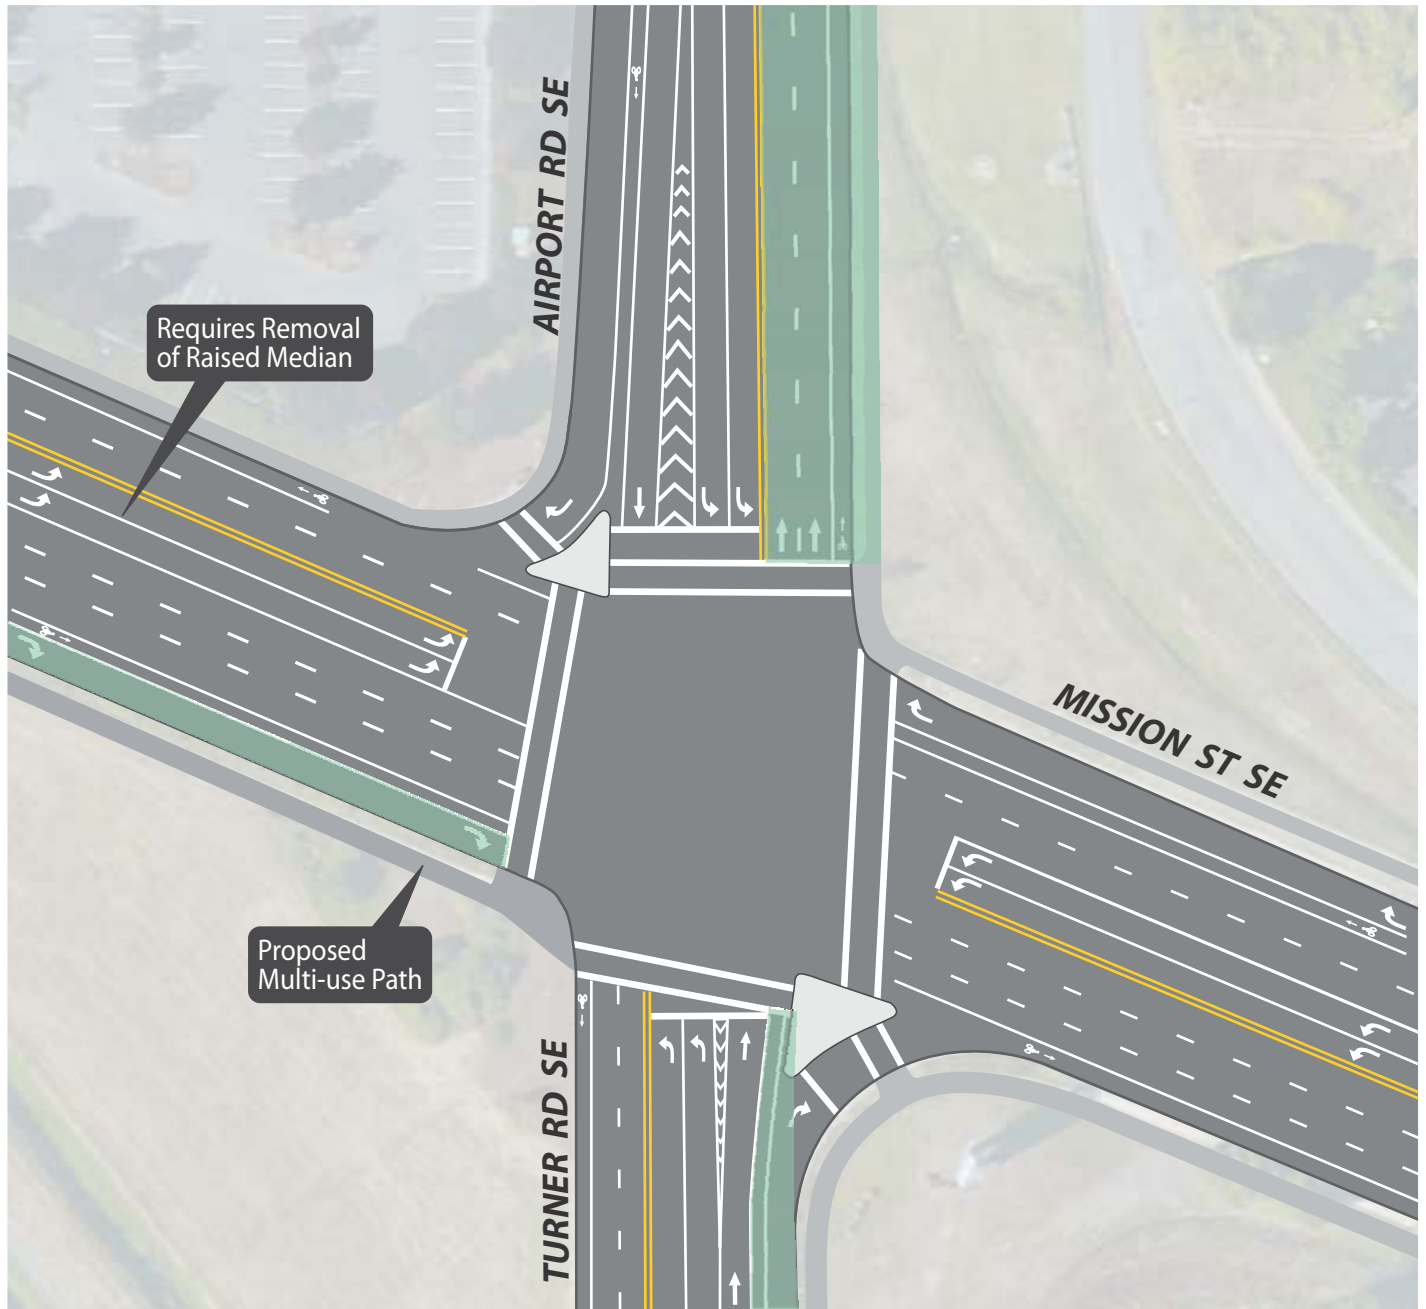 AIRPORT RD SE
Requires Removal
of Raised Median
MISSION ST SE
Proposed
Multi-use Path
TURNER RD SE